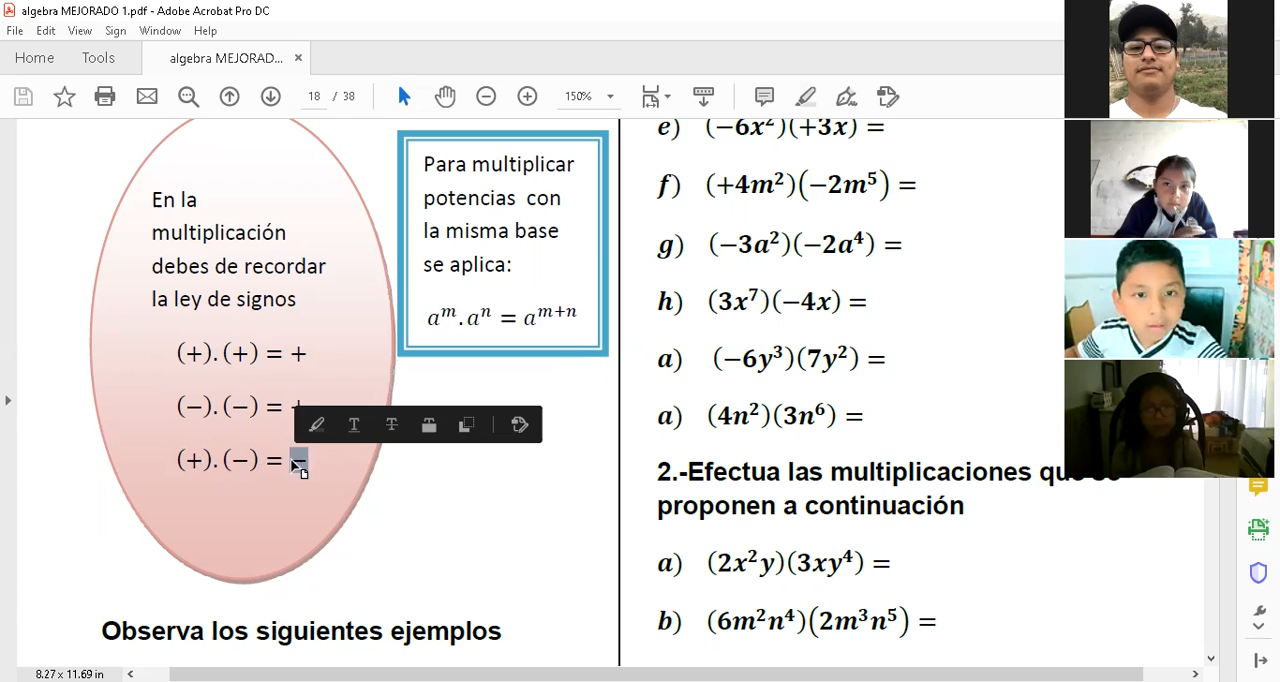 algebra MEJORADO 1.pdf - Adobe Acrobat Pro DC
File Edit View Window Sign Help
Home Tools algebra MEJORAD... ×
18 / 38 150%
En la
multiplicación
debes de recordar
la ley de signos
(+).(+) = +
(−).(−) = +
(+).(−) = −
Para multiplicar
potencias con
la misma base
se aplica:
aᵐ.aⁿ = aᵐ⁺ⁿ
Observa los siguientes ejemplos
e) (−6x²)(+3x) =
f) (+4m²)(−2m⁵) =
g) (−3a²)(−2a⁴) =
h) (3x⁷)(−4x) =
a) (−6y³)(7y²) =
a) (4n²)(3n⁶) =
2.-Efectua las multiplicaciones que se
proponen a continuación
a) (2x²y)(3xy⁴) =
b) (6m²n⁴)(2m³n⁵) =
8.27 x 11.69 in